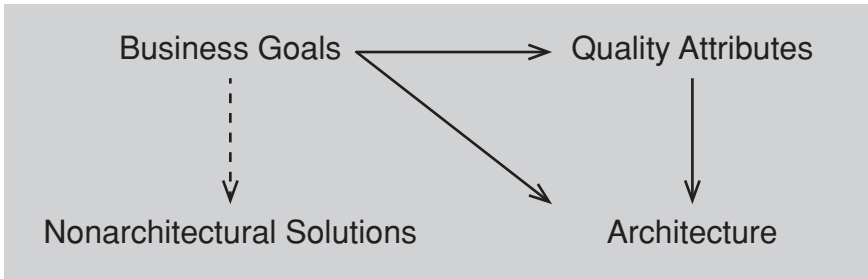 Business Goals
Quality Attributes
Nonarchitectural Solutions
Architecture